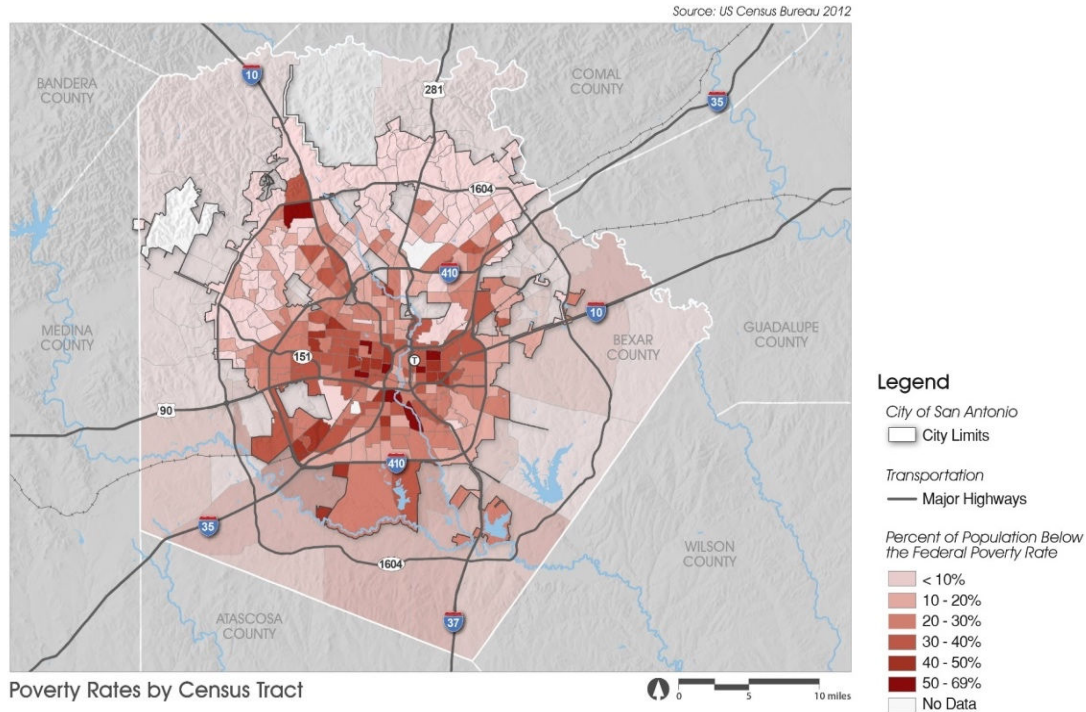 Source: US Census Bureau 2012
BANDERA
COUNTY
10
281
COMAL
COUNTY
35
1604
410
10
MEDINA
COUNTY
151
T
BEXAR
COUNTY
GUADALUPE
COUNTY
90
410
35
1604
WILSON
COUNTY
ATASCOSA
COUNTY
37
Poverty Rates by Census Tract
0 5 10 miles
Legend
City of San Antonio
City Limits
Transportation
Major Highways
Percent of Population Below
the Federal Poverty Rate
< 10%
10 - 20%
20 - 30%
30 - 40%
40 - 50%
50 - 69%
No Data